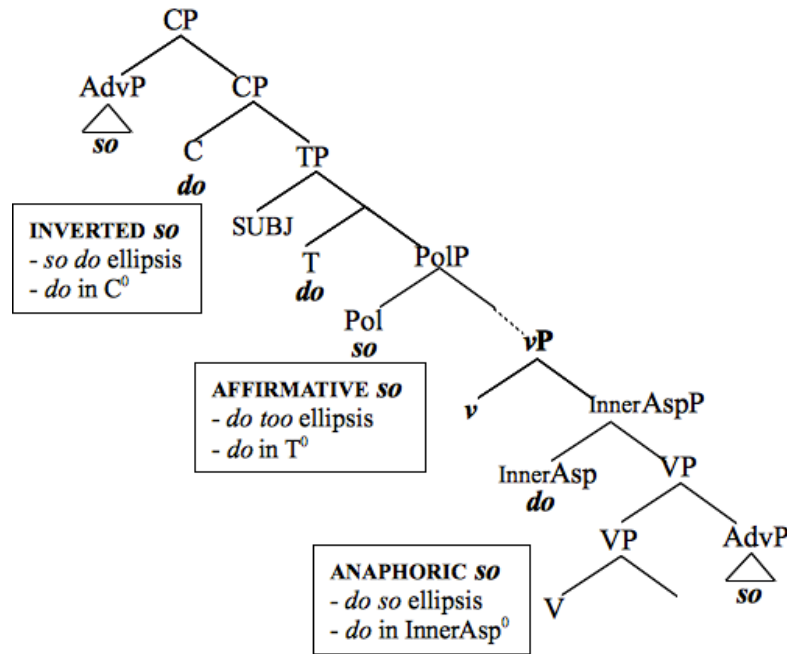 CP
AdvP CP
so
C TP
do
SUBJ
INVERTED so
- so do ellipsis
- do in C⁰
T PolP
do
Pol
so
vP
AFFIRMATIVE so
- do too ellipsis
- do in T⁰
v InnerAspP
InnerAsp VP
do
VP AdvP
so
ANAPHORIC so
- do so ellipsis
- do in InnerAsp⁰
V